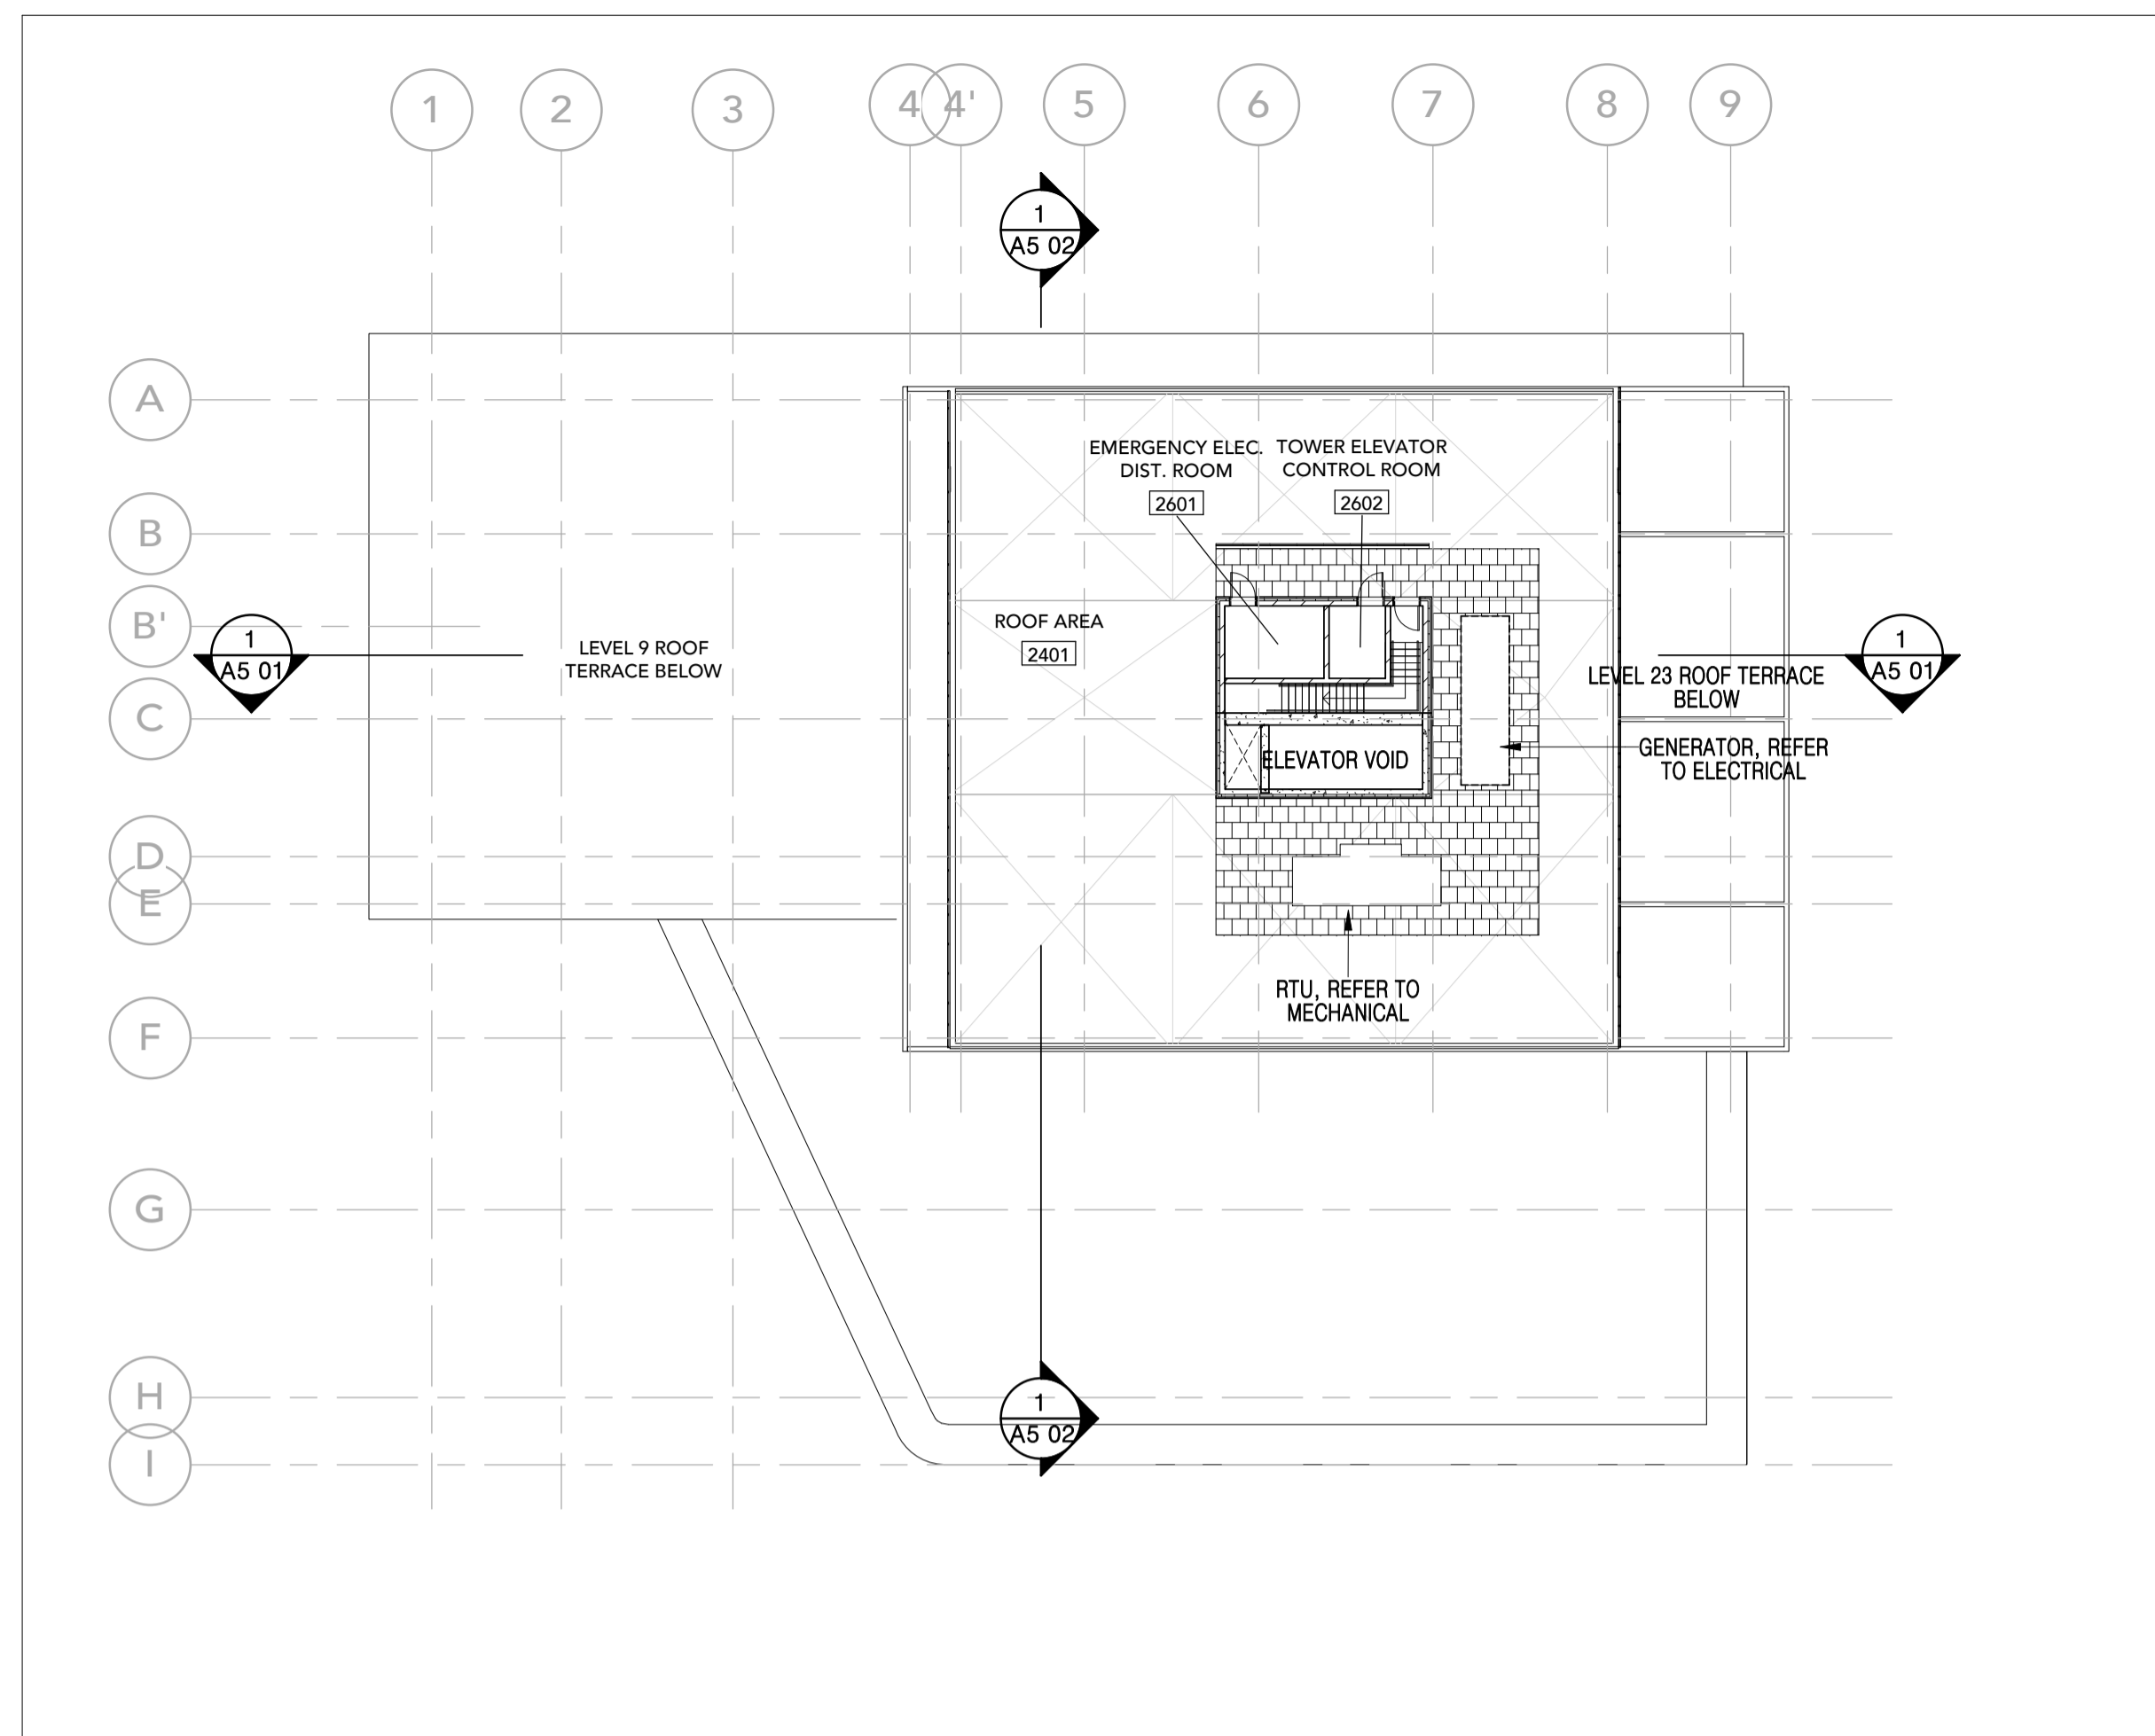 1
2
3
4
4'
5
6
7
8
9
1
A5 02
A
B
B'
C
D
E
F
G
H
I
EMERGENCY ELEC.
DIST. ROOM
2601
TOWER ELEVATOR
CONTROL ROOM
2602
ROOF AREA
2401
1
A5 01
LEVEL 9 ROOF
TERRACE BELOW
LEVEL 23 ROOF TERRACE
BELOW
1
A5 01
GENERATOR, REFER
TO ELECTRICAL
ELEVATOR VOID
RTU, REFER TO
MECHANICAL
1
A5 02